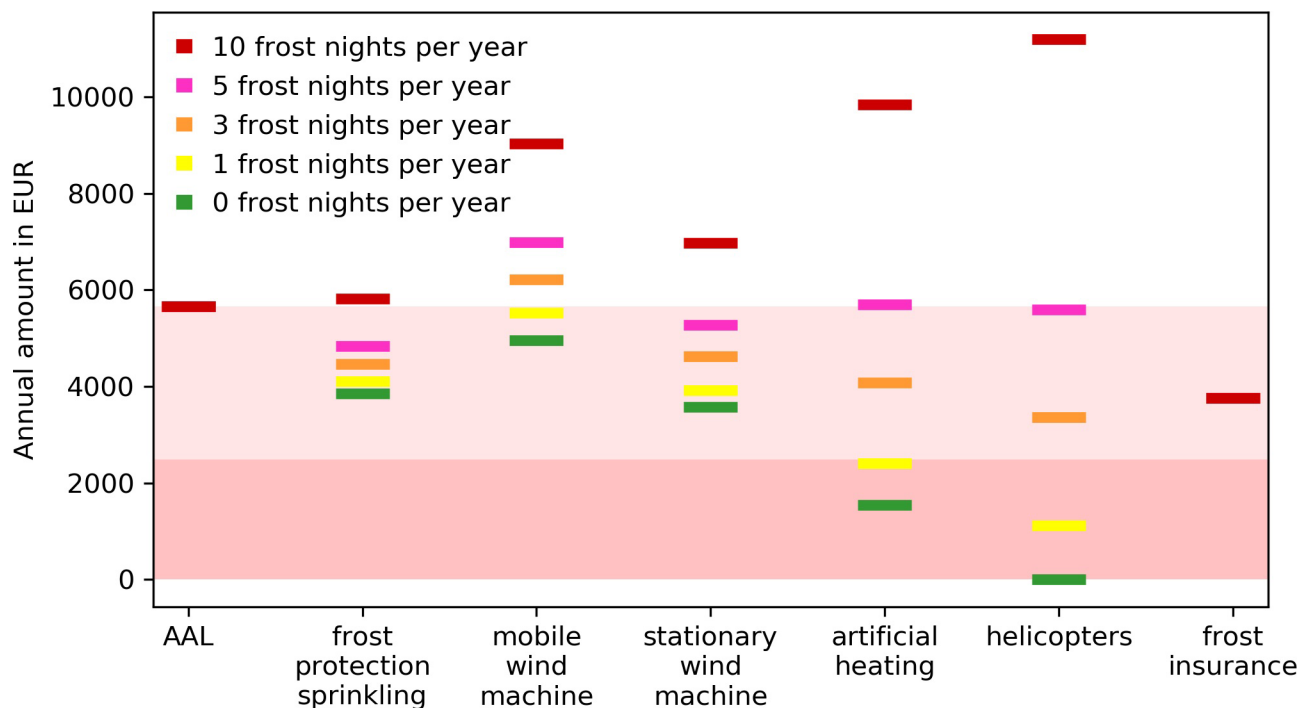 10 frost nights per year
5 frost nights per year
3 frost nights per year
1 frost nights per year
0 frost nights per year
Annual amount in EUR
10000
8000
6000
4000
2000
0
AAL
frost
protection
sprinkling
mobile
wind
machine
stationary
wind
machine
artificial
heating
helicopters
frost
insurance